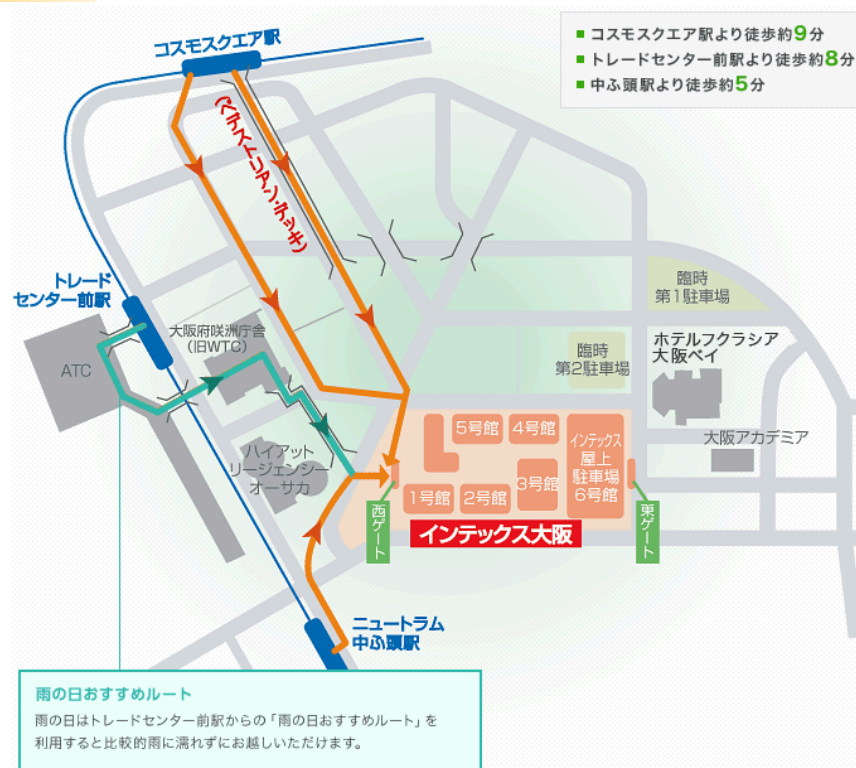 コスモスクエア駅
■ コスモスクエア駅より徒歩約9分
■ トレードセンター前駅より徒歩約8分
■ 中ふ頭駅より徒歩約5分
(ペデストリアン・デッキ)
トレード
センター前駅
臨時
第1駐車場
大阪府咲洲庁舎
(旧WTC)
ATC
臨時
第2駐車場
ホテルフクラシア
大阪ベイ
5号館
4号館
インテックス
屋上
駐車場
6号館
大阪アカデミア
ハイアット
リージェンシー
オーサカ
3号館
1号館
2号館
西ゲート
東ゲート
インテックス大阪
ニュートラム
中ふ頭駅
雨の日おすすめルート
雨の日はトレードセンター前駅からの「雨の日おすすめルート」を
利用すると比較的雨に濡れずにお越しいただけます。